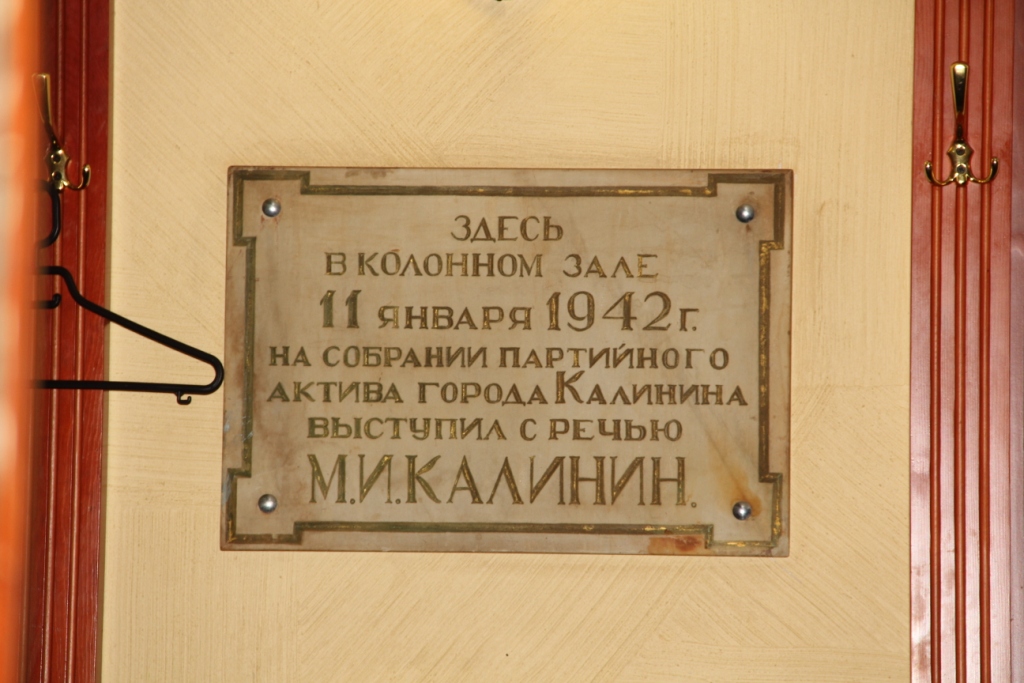 ЗДЕСЬ
В КОЛОННОМ ЗАЛЕ
11 ЯНВАРЯ 1942 Г.
НА СОБРАНИИ ПАРТИЙНОГО
АКТИВА ГОРОДА КАЛИНИНА
ВЫСТУПИЛ С РЕЧЬЮ
М.И.КАЛИНИН.